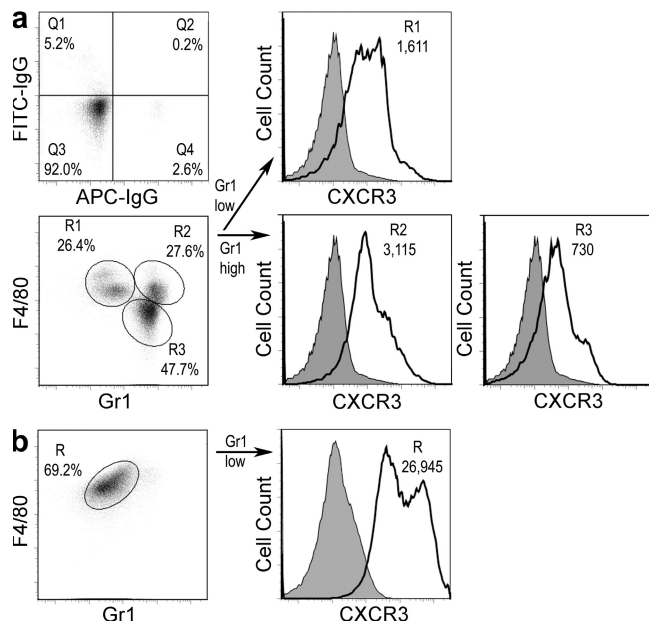 a
Q1
5.2%
Q2
0.2%
Q3
92.0%
Q4
2.6%
FITC-IgG
APC-IgG
R1
1,611
Cell Count
CXCR3
Gr1
low
Gr1
high
R1
26.4%
R2
27.6%
R3
47.7%
F4/80
Gr1
R2
3,115
Cell Count
CXCR3
R3
730
Cell Count
CXCR3
b
R
69.2%
F4/80
Gr1
Gr1
low
R
26,945
Cell Count
CXCR3